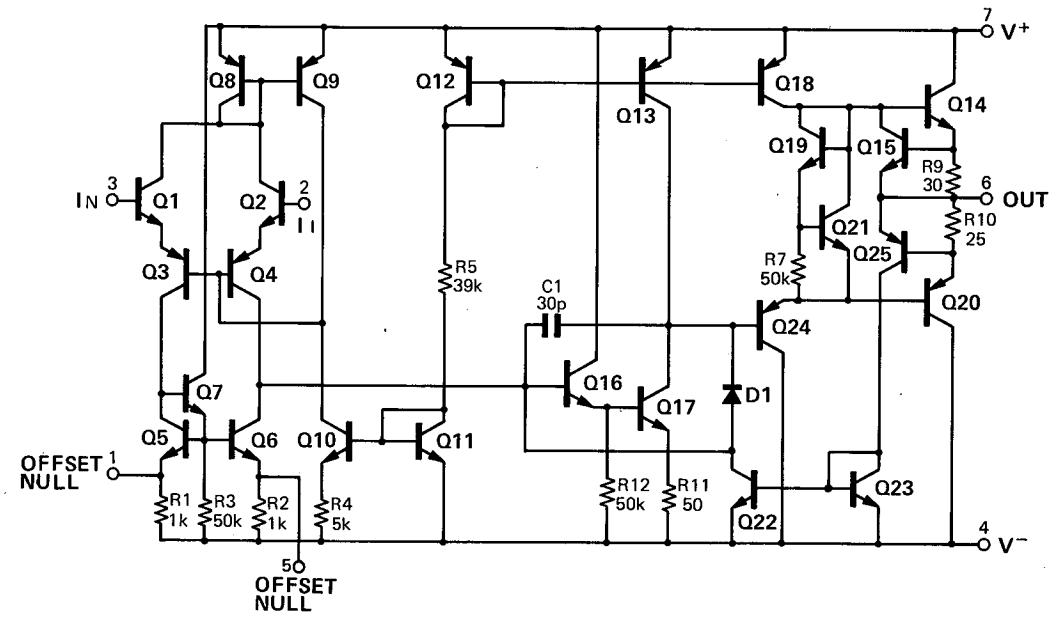 7
V+
Q8
Q9
Q12
Q13
Q18
Q14
Q19
Q15
R9
30
3
IN
Q1
Q2
2
II
6
OUT
R10
25
Q21
Q25
Q3
Q4
R5
39k
R7
50k
C1
30p
Q24
Q20
Q7
Q16
Q17
D1
Q5
Q6
Q10
Q11
OFFSET
NULL
1
R1
1k
R3
50k
R2
1k
R4
5k
R12
50k
R11
50
Q22
Q23
4
V−
5
OFFSET
NULL